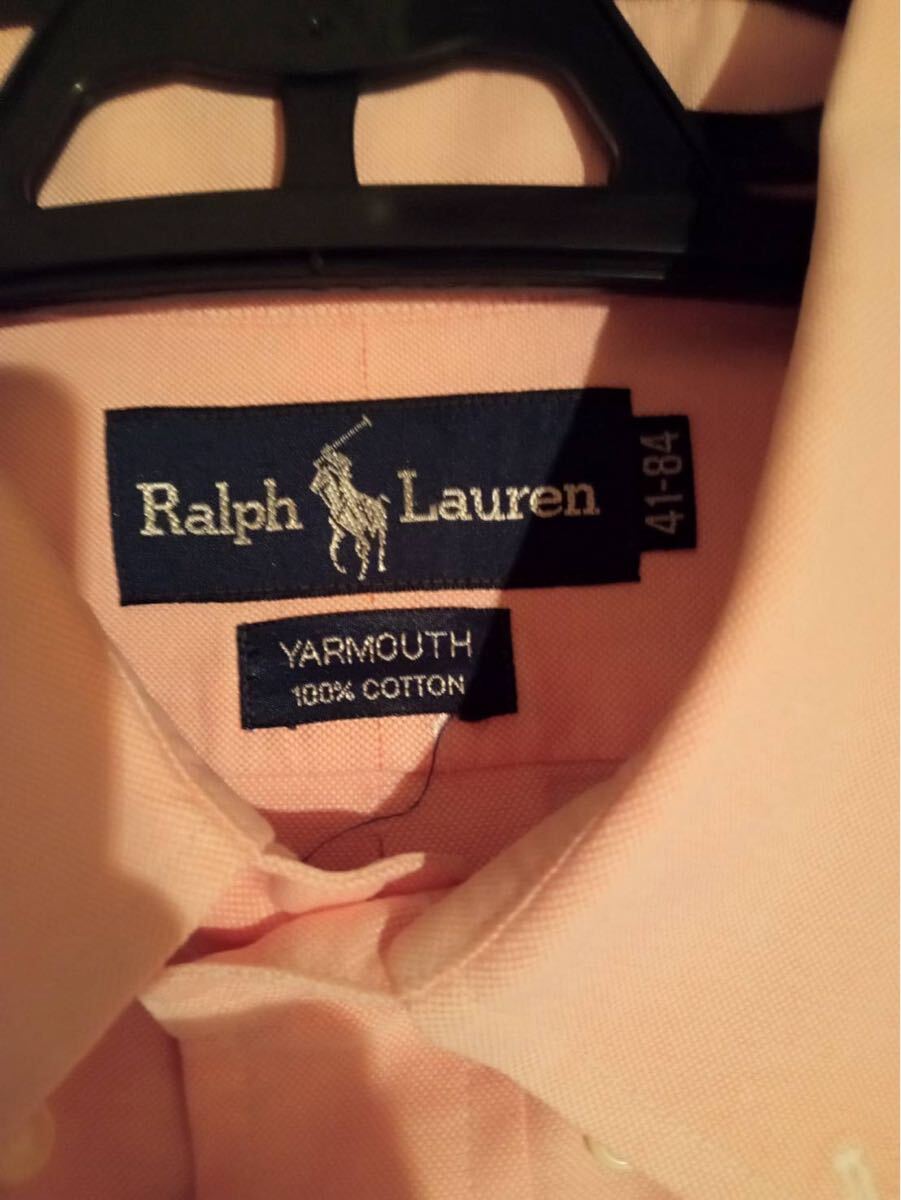 Ralph Lauren
41-84
YARMOUTH
100% COTTON